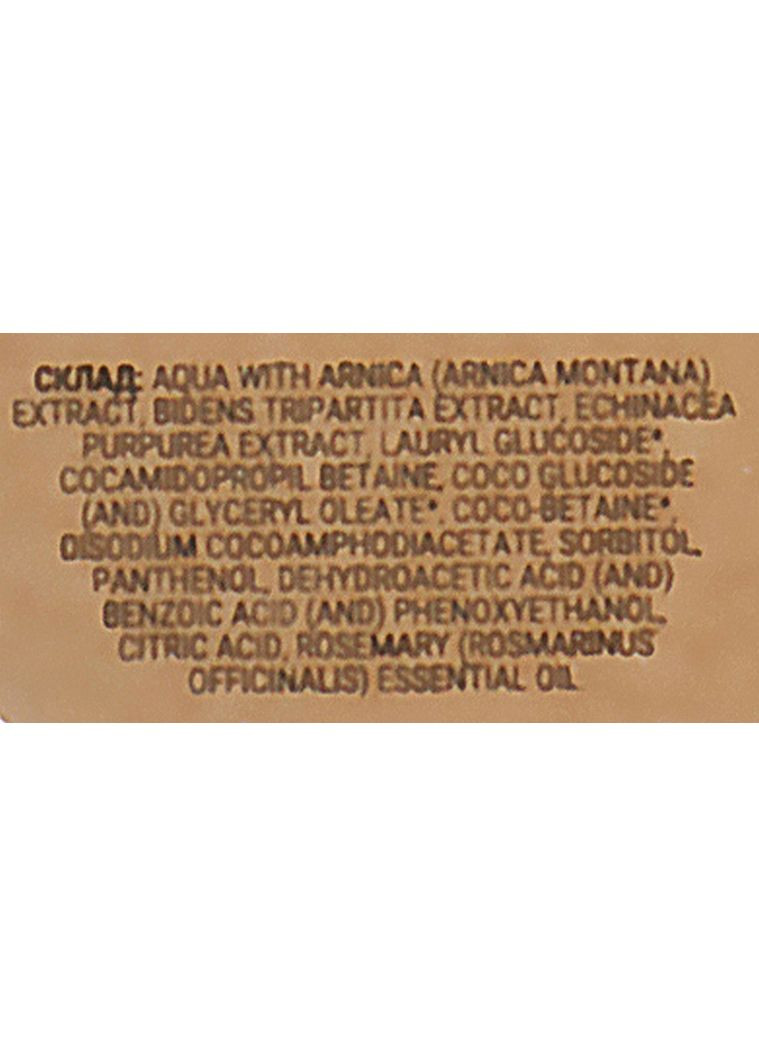 СКЛАД: AQUA WITH ARNICA (ARNICA MONTANA)
EXTRACT, BIDENS TRIPARTITA EXTRACT, ECHINACEA
PURPUREA EXTRACT, LAURYL GLUCOSIDE*,
COCAMIDOPROPIL BETAINE, COCO GLUCOSIDE
(AND) GLYCERYL OLEATE*, COCO-BETAINE*,
DISODIUM COCOAMPHODIACETATE, SORBITOL,
PANTHENOL, DEHYDROACETIC ACID (AND)
BENZOIC ACID (AND) PHENOXYETHANOL,
CITRIC ACID, ROSEMARY (ROSMARINUS
OFFICINALIS) ESSENTIAL OIL